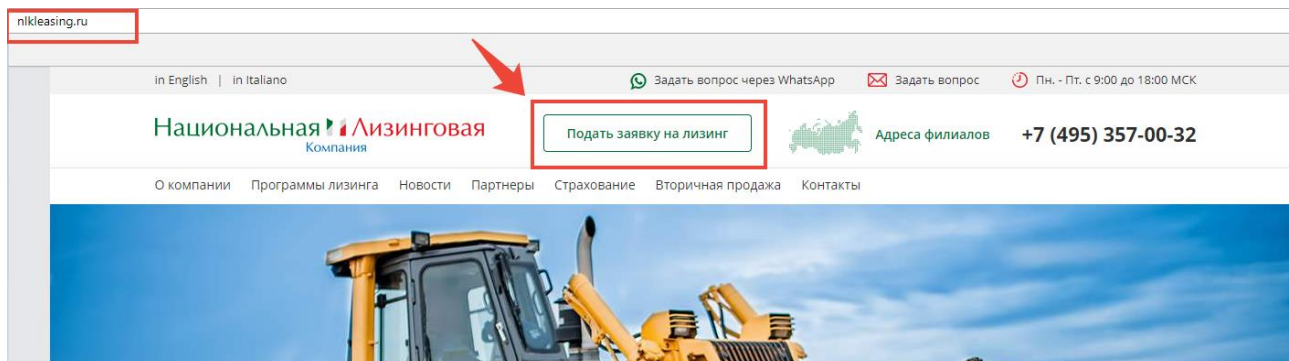 nlkleasing.ru
in English | in Italiano
Задать вопрос через WhatsApp
Задать вопрос
Пн. - Пт. с 9:00 до 18:00 МСК
Национальная Лизинговая
Компания
Подать заявку на лизинг
Адреса филиалов
+7 (495) 357-00-32
О компании Программы лизинга Новости Партнеры Страхование Вторичная продажа Контакты